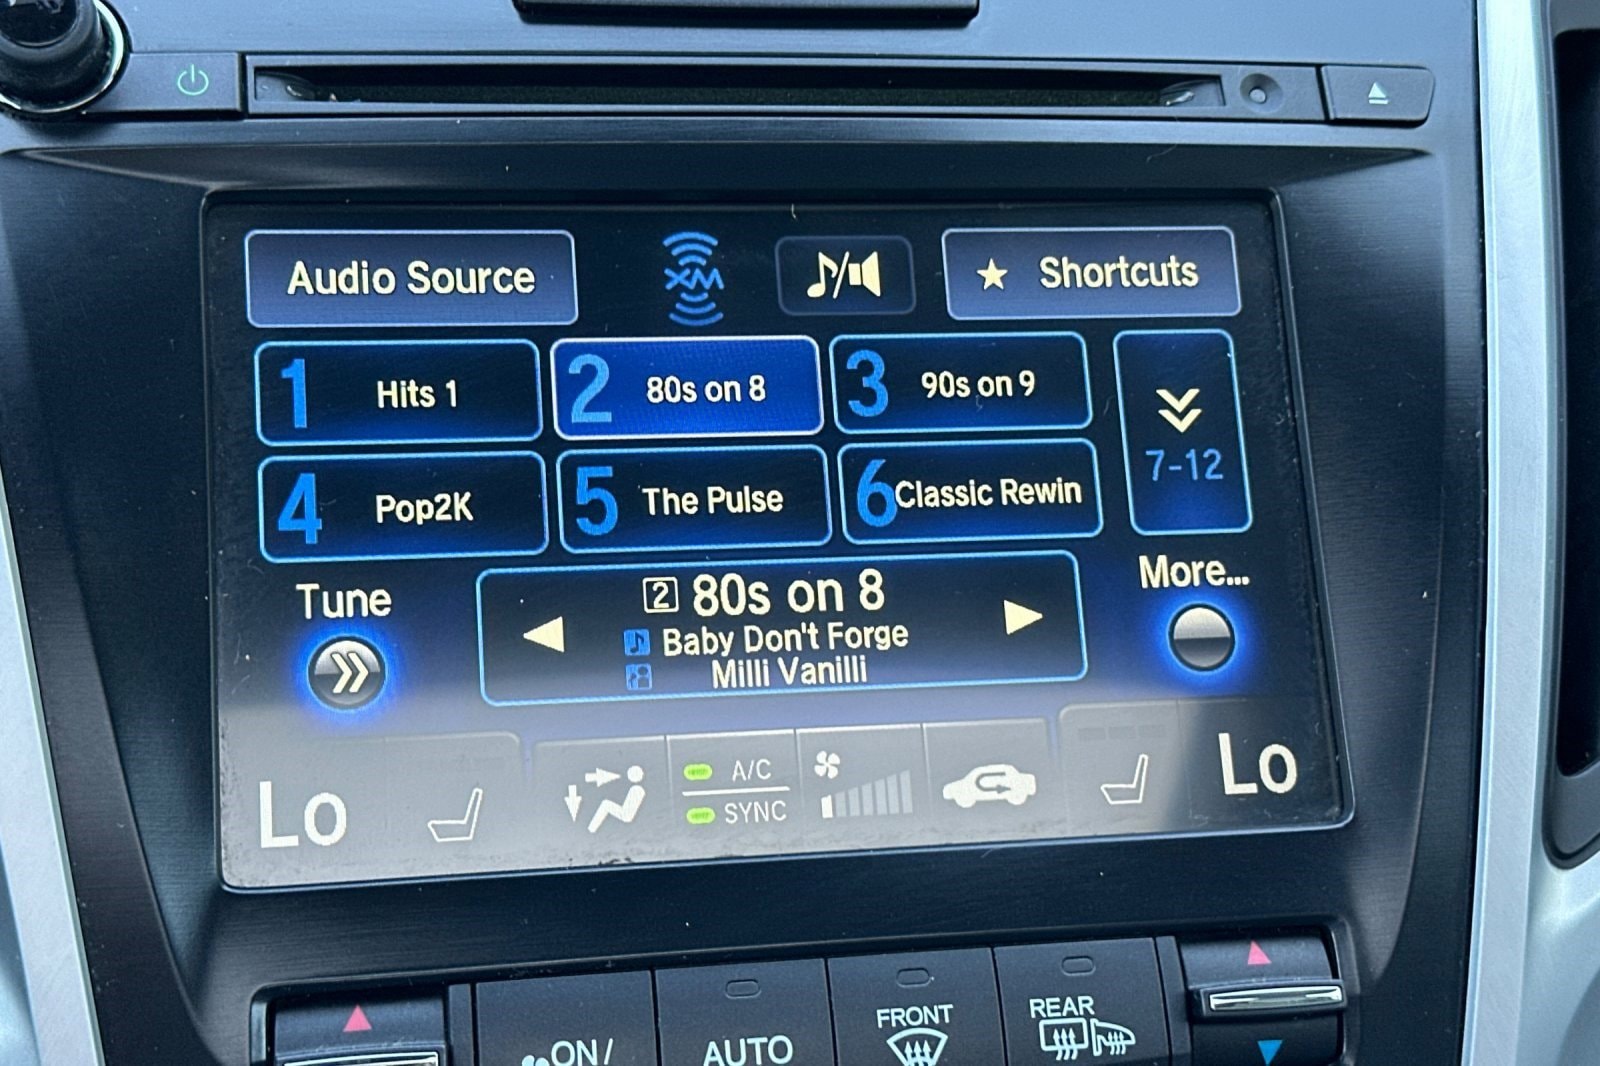 Audio Source
XM
★ Shortcuts
1 Hits 1
2 80s on 8
3 90s on 9
7-12
4 Pop2K
5 The Pulse
6 Classic Rewin
Tune
2 80s on 8
Baby Don't Forge
Milli Vanilli
More...
Lo
A/C
SYNC
Lo
ON/
AUTO
FRONT
REAR